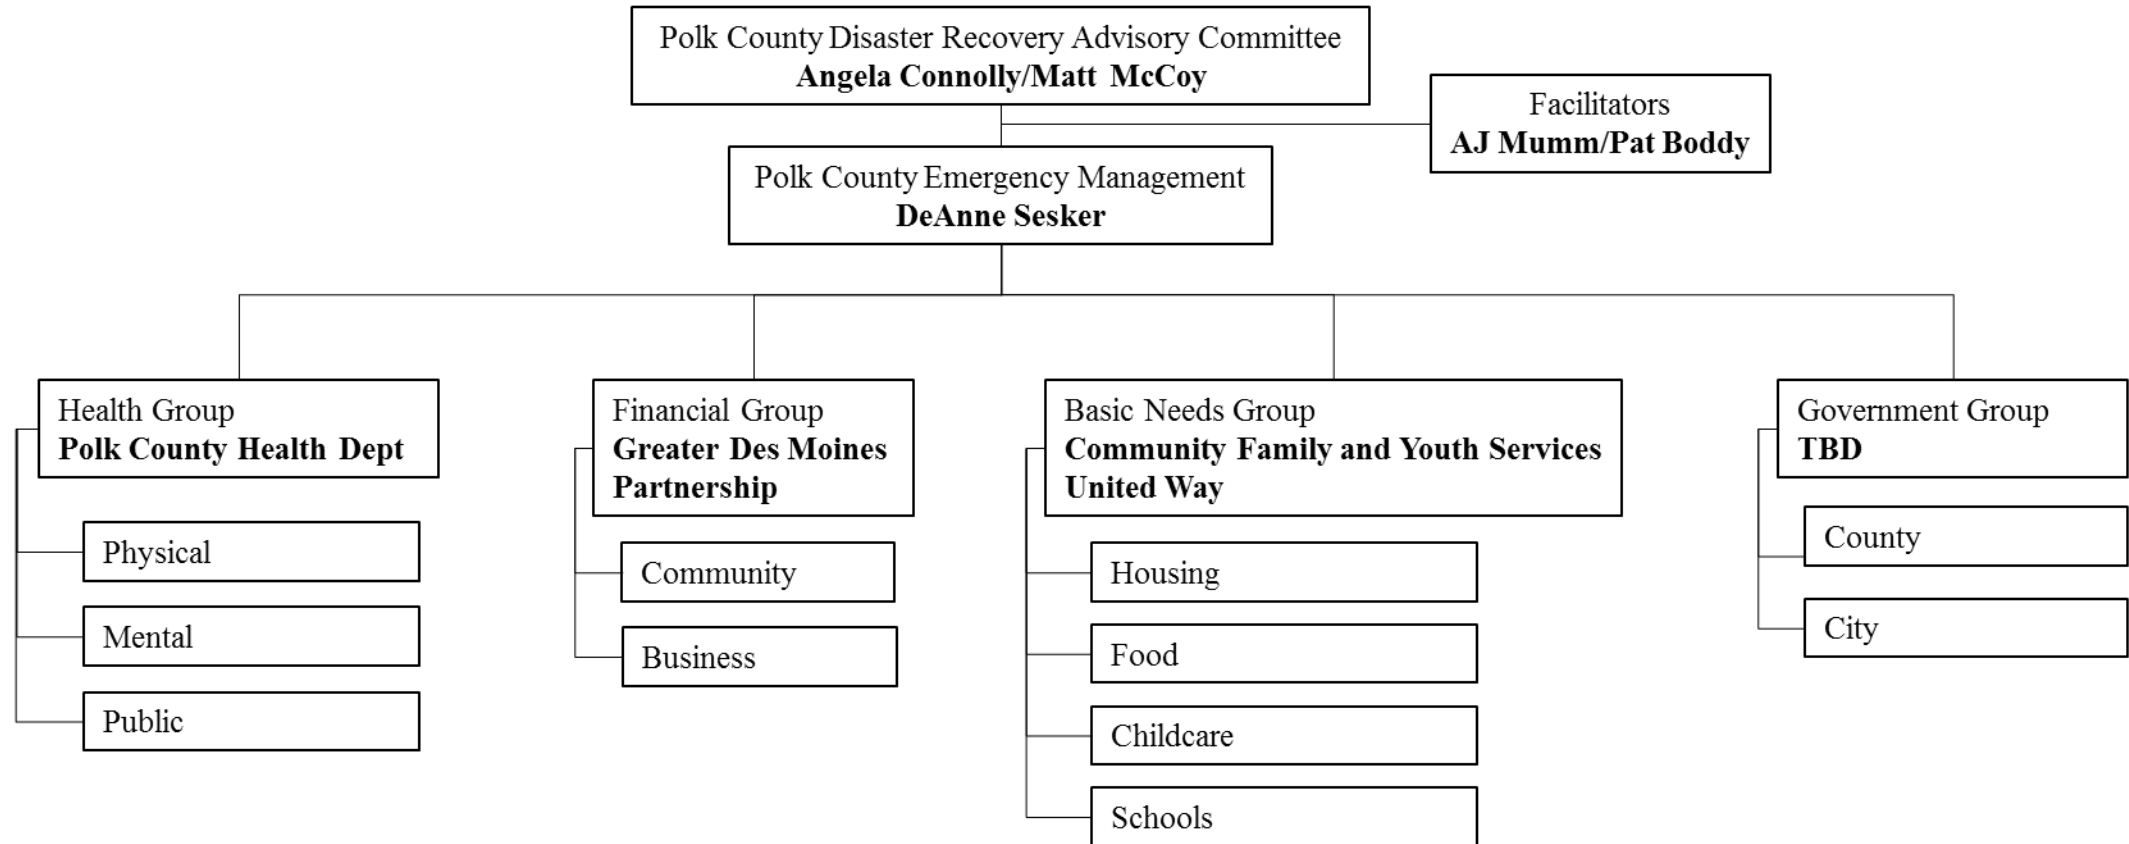 Polk County Disaster Recovery Advisory Committee
Angela Connolly/Matt McCoy
Facilitators
AJ Mumm/Pat Boddy
Polk County Emergency Management
DeAnne Sesker
Health Group
Polk County Health Dept
Physical
Mental
Public
Financial Group
Greater Des Moines
Partnership
Community
Business
Basic Needs Group
Community Family and Youth Services
United Way
Housing
Food
Childcare
Schools
Government Group
TBD
County
City